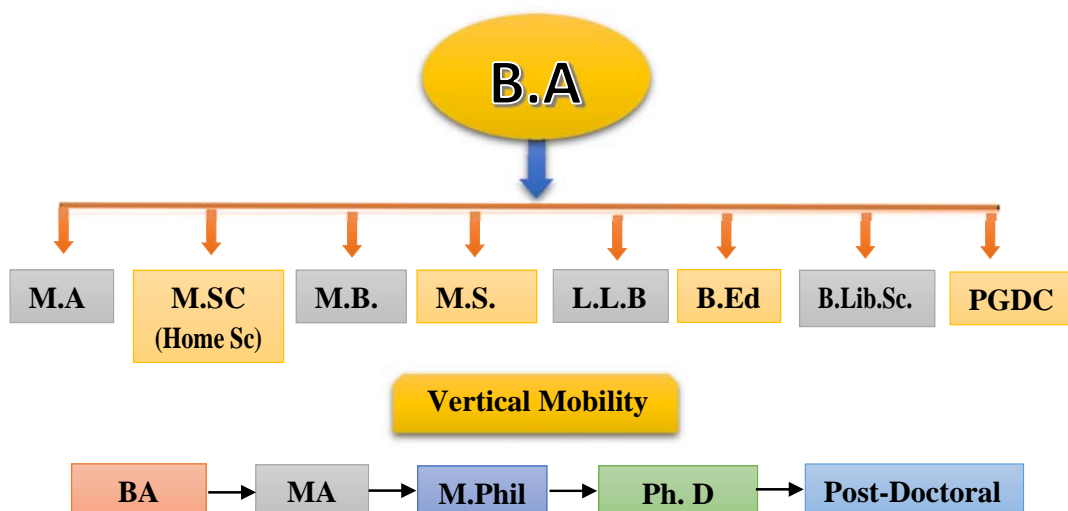 B.A
M.A
M.SC
(Home Sc)
M.B.
M.S.
L.L.B
B.Ed
B.Lib.Sc.
PGDC
Vertical Mobility
BA
MA
M.Phil
Ph. D
Post-Doctoral